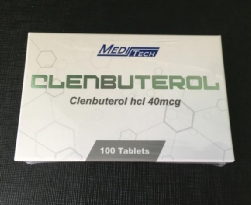 MEDITECH
CLENBUTEROL
Clenbuterol hcl 40mcg
100 Tablets